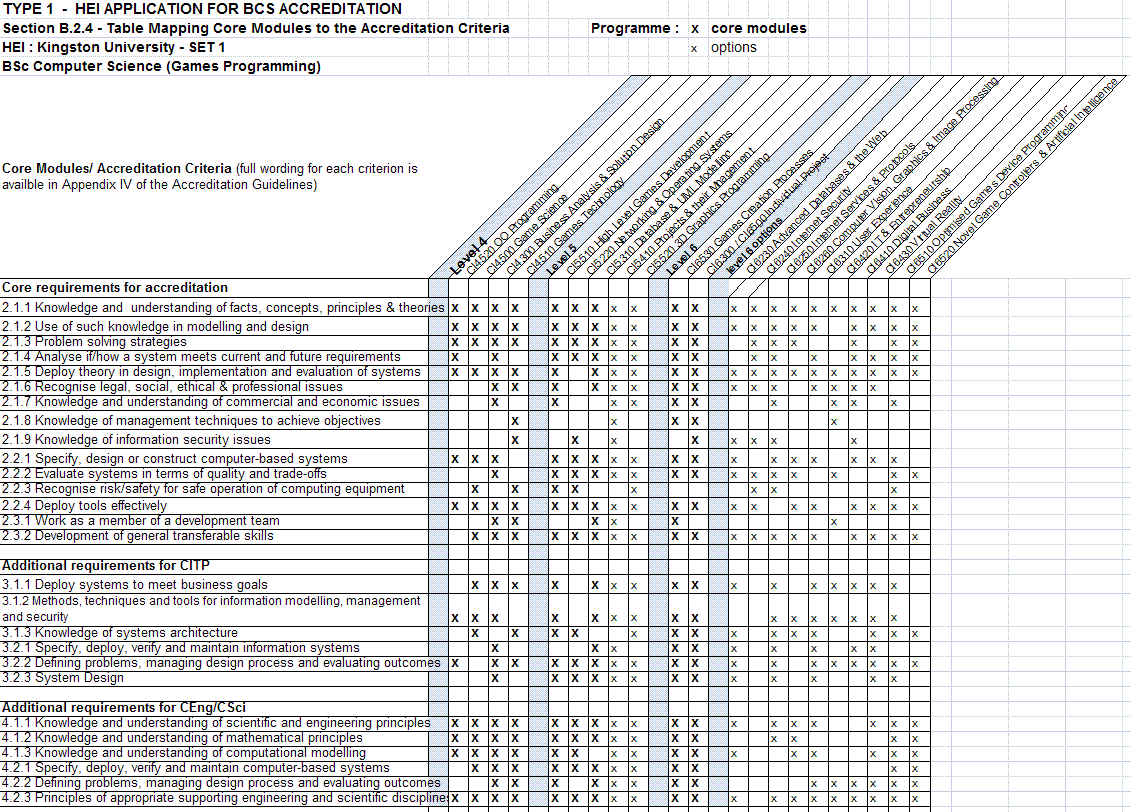 TYPE 1 - HEI APPLICATION FOR BCS ACCREDITATION
Section B.2.4 - Table Mapping Core Modules to the Accreditation Criteria Programme : x core modules
HEI : Kingston University - SET 1 x options
BSc Computer Science (Games Programming)
Core Modules/ Accreditation Criteria (full wording for each criterion is
availble in Appendix IV of the Accreditation Guidelines)
Level 4
CI4520 OO Programming
CI4500 Game Science
CI4300 Business Analysis & Solution Design
CI4510 Games Technology
Level 5
CI5510 High Level Games Development
CI5220 Networking & Operating Systems
CI5310 Database & UML Modelling
CI5410 Projects & their Management
CI5520 3D Graphics Programming
Level 6
CI6530 Games Creation Processes
CI6300 / CI6500 Individual Project
level 6 options
CI6230 Advanced Databases & the Web
CI6240 Internet Security
CI6250 Internet Services & Protocols
CI6260 Computer Vision, Graphics & Image Processing
CI6310 User Experience
CI6420 I.T & Entrepreneurship
CI6410 Digital Business
CI6430 Virtual Reality
CI6510 Optimised Games Device Programming
CI6520 Novel Game Controllers & Artificial Intelligence
Core requirements for accreditation
2.1.1 Knowledge and understanding of facts, concepts, principles & theories X X X X X X X x x X X x x x x x x x x x x
2.1.2 Use of such knowledge in modelling and design X X X X X X X x x X X x x x x x x x x x
2.1.3 Problem solving strategies X X X X X X X x x X X x x x x x x
2.1.4 Analyse if/how a system meets current and future requirements X X X X X x x X X x x x x x x x
2.1.5 Deploy theory in design, implementation and evaluation of systems X X X X X X X x x X X x x x x x x x x x x
2.1.6 Recognise legal, social, ethical & professional issues X X X X x x X X x x x x x x x
2.1.7 Knowledge and understanding of commercial and economic issues X X x x X X x x x x
2.1.8 Knowledge of management techniques to achieve objectives X x X X x
2.1.9 Knowledge of information security issues X X x X x x x x
2.2.1 Specify, design or construct computer-based systems X X X X X X x x X X x x x x x x x
2.2.2 Evaluate systems in terms of quality and trade-offs X X X X x x X X x x x x x x x
2.2.3 Recognise risk/safety for safe operation of computing equipment X X X X x x x x
2.2.4 Deploy tools effectively X X X X X X X x x X X x x x x x x x x
2.3.1 Work as a member of a development team X X X x X x
2.3.2 Development of general transferable skills X X X X X X x x X X x x x x x x x x x
Additional requirements for CITP
3.1.1 Deploy systems to meet business goals X X X X X x x X X x x x x x x x
3.1.2 Methods, techniques and tools for information modelling, management
and security X X X X x x X X x x x x x x x
3.1.3 Knowledge of systems architecture X X X X x X X x x x x x x x
3.2.1 Specify, deploy, verify and maintain information systems X X x X X x x x x x
3.2.2 Defining problems, managing design process and evaluating outcomes X X X X X X x x X X x x x x x x x x
3.2.3 System Design X X X X x x X X x x x
Additional requirements for CEng/CSci
4.1.1 Knowledge and understanding of scientific and engineering principles X X X X X X X x x X X x x x x x x x
4.1.2 Knowledge and understanding of mathematical principles X X X X X X X x x X X x x x x
4.1.3 Knowledge and understanding of computational modelling X X X X X X X x x X X x x x x x x
4.2.1 Specify, deploy, verify and maintain computer-based systems X X X X X X x x X X x x
4.2.2 Defining problems, managing design process and evaluating outcomes X X X X X x x X X x x x x x x
4.2.3 Principles of appropriate supporting engineering and scientific disciplines X X X X X X X x x X X x x x x x x x x x